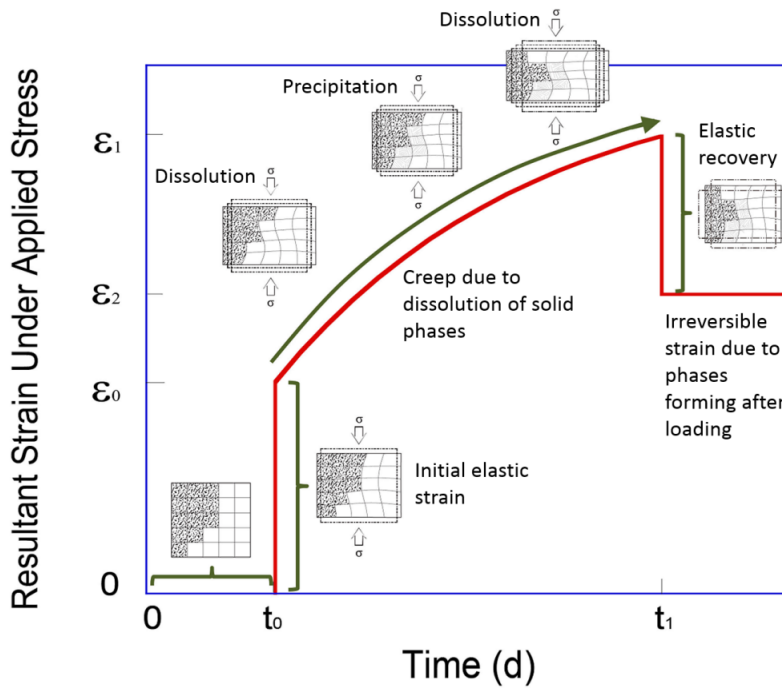 Dissolution
σ
σ
Precipitation
σ
σ
Dissolution
σ
σ
Elastic
recovery
Creep due to
dissolution of solid
phases
Irreversible
strain due to
phases
forming after
loading
σ
σ
Initial elastic
strain
Resultant Strain Under Applied Stress
ε1
ε2
ε0
0
0
t0
t1
Time (d)